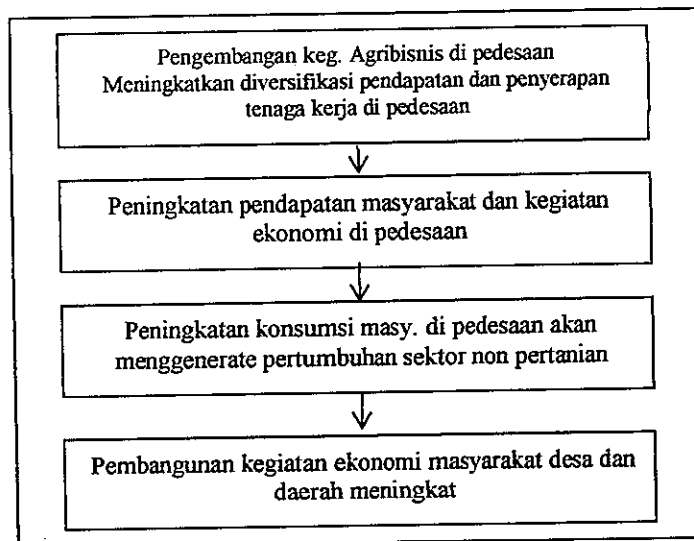 Pengembangan keg. Agribisnis di pedesaan
Meningkatkan diversifikasi pendapatan dan penyerapan
tenaga kerja di pedesaan
Peningkatan pendapatan masyarakat dan kegiatan
ekonomi di pedesaan
Peningkatan konsumsi masy. di pedesaan akan
menggenerate pertumbuhan sektor non pertanian
Pembangunan kegiatan ekonomi masyarakat desa dan
daerah meningkat